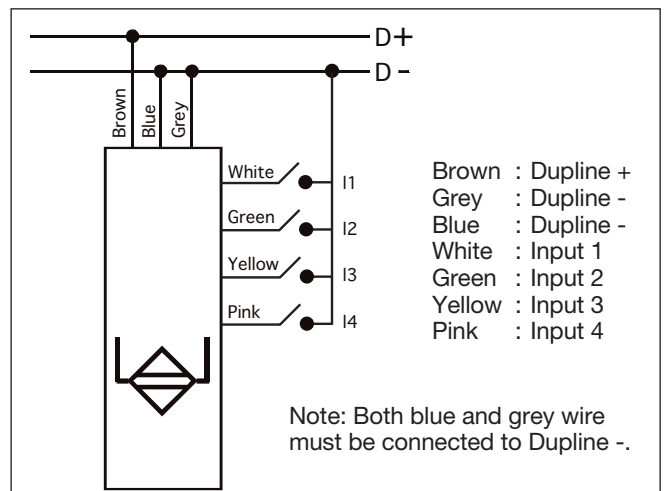 D+
D -
Brown
Blue
Grey
White
I1
Green
I2
Yellow
I3
Pink
I4
Brown : Dupline +
Grey : Dupline -
Blue : Dupline -
White : Input 1
Green : Input 2
Yellow : Input 3
Pink : Input 4
Note: Both blue and grey wire
must be connected to Dupline -.